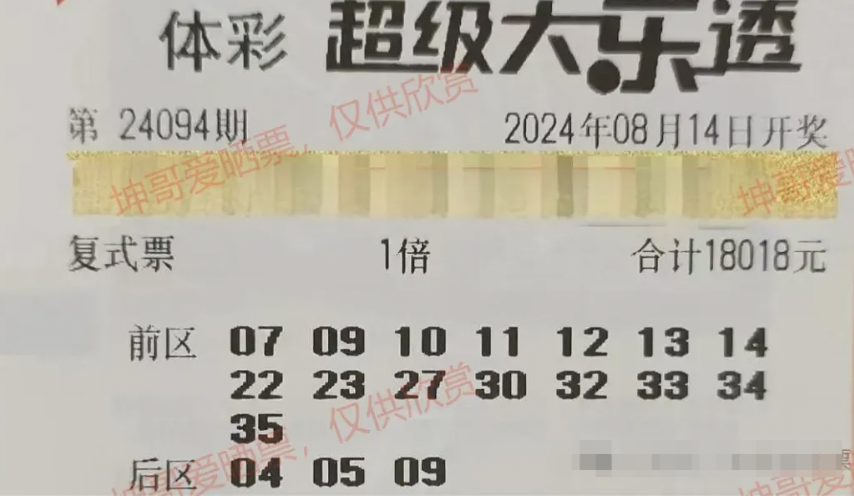 体彩 超级大乐透
第 24094期 2024年08月14日开奖
复式票 1倍 合计18018元
前区 07 09 10 11 12 13 14
22 23 27 30 32 33 34
35
后区 04 05 09
坤哥爱晒票，仅供欣赏
坤哥爱晒
坤哥爱晒票，仅供欣赏
坤哥爱晒
票